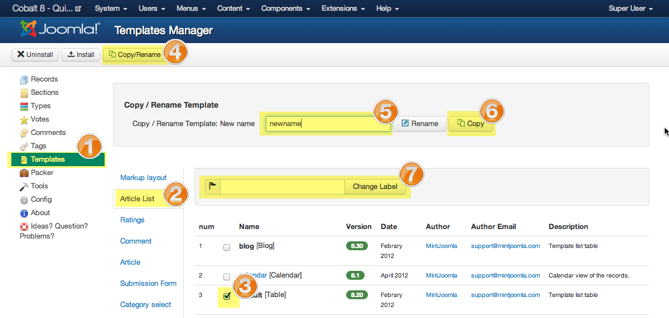 Cobalt 8 - Qui... System Users Menus Content Components Extensions Help Super User
Joomla!® Templates Manager
Uninstall Install Copy/Rename 4
Records
Sections
Types
Votes
Comments
Tags
Templates 1
Packer
Tools
Config
About
Ideas? Question?
Problems?
Copy / Rename Template
Copy / Rename Template: New name newname 5 Rename Copy 6
Markup layout
Article List 2
Ratings
Comment
Article
Submission Form
Category select
Change Label 7
num Name Version Date Author Author Email Description
1 blog [Blog] 8.30 Febrary 2012 MintJoomla support@mintjoomla.com Template list table
2 [Calendar] 8.1 April 2012 MintJoomla support@mintjoomla.com Calendar view of the records.
3 3 [Table] 8.20 Febrary 2012 MintJoomla support@mintjoomla.com Template list table